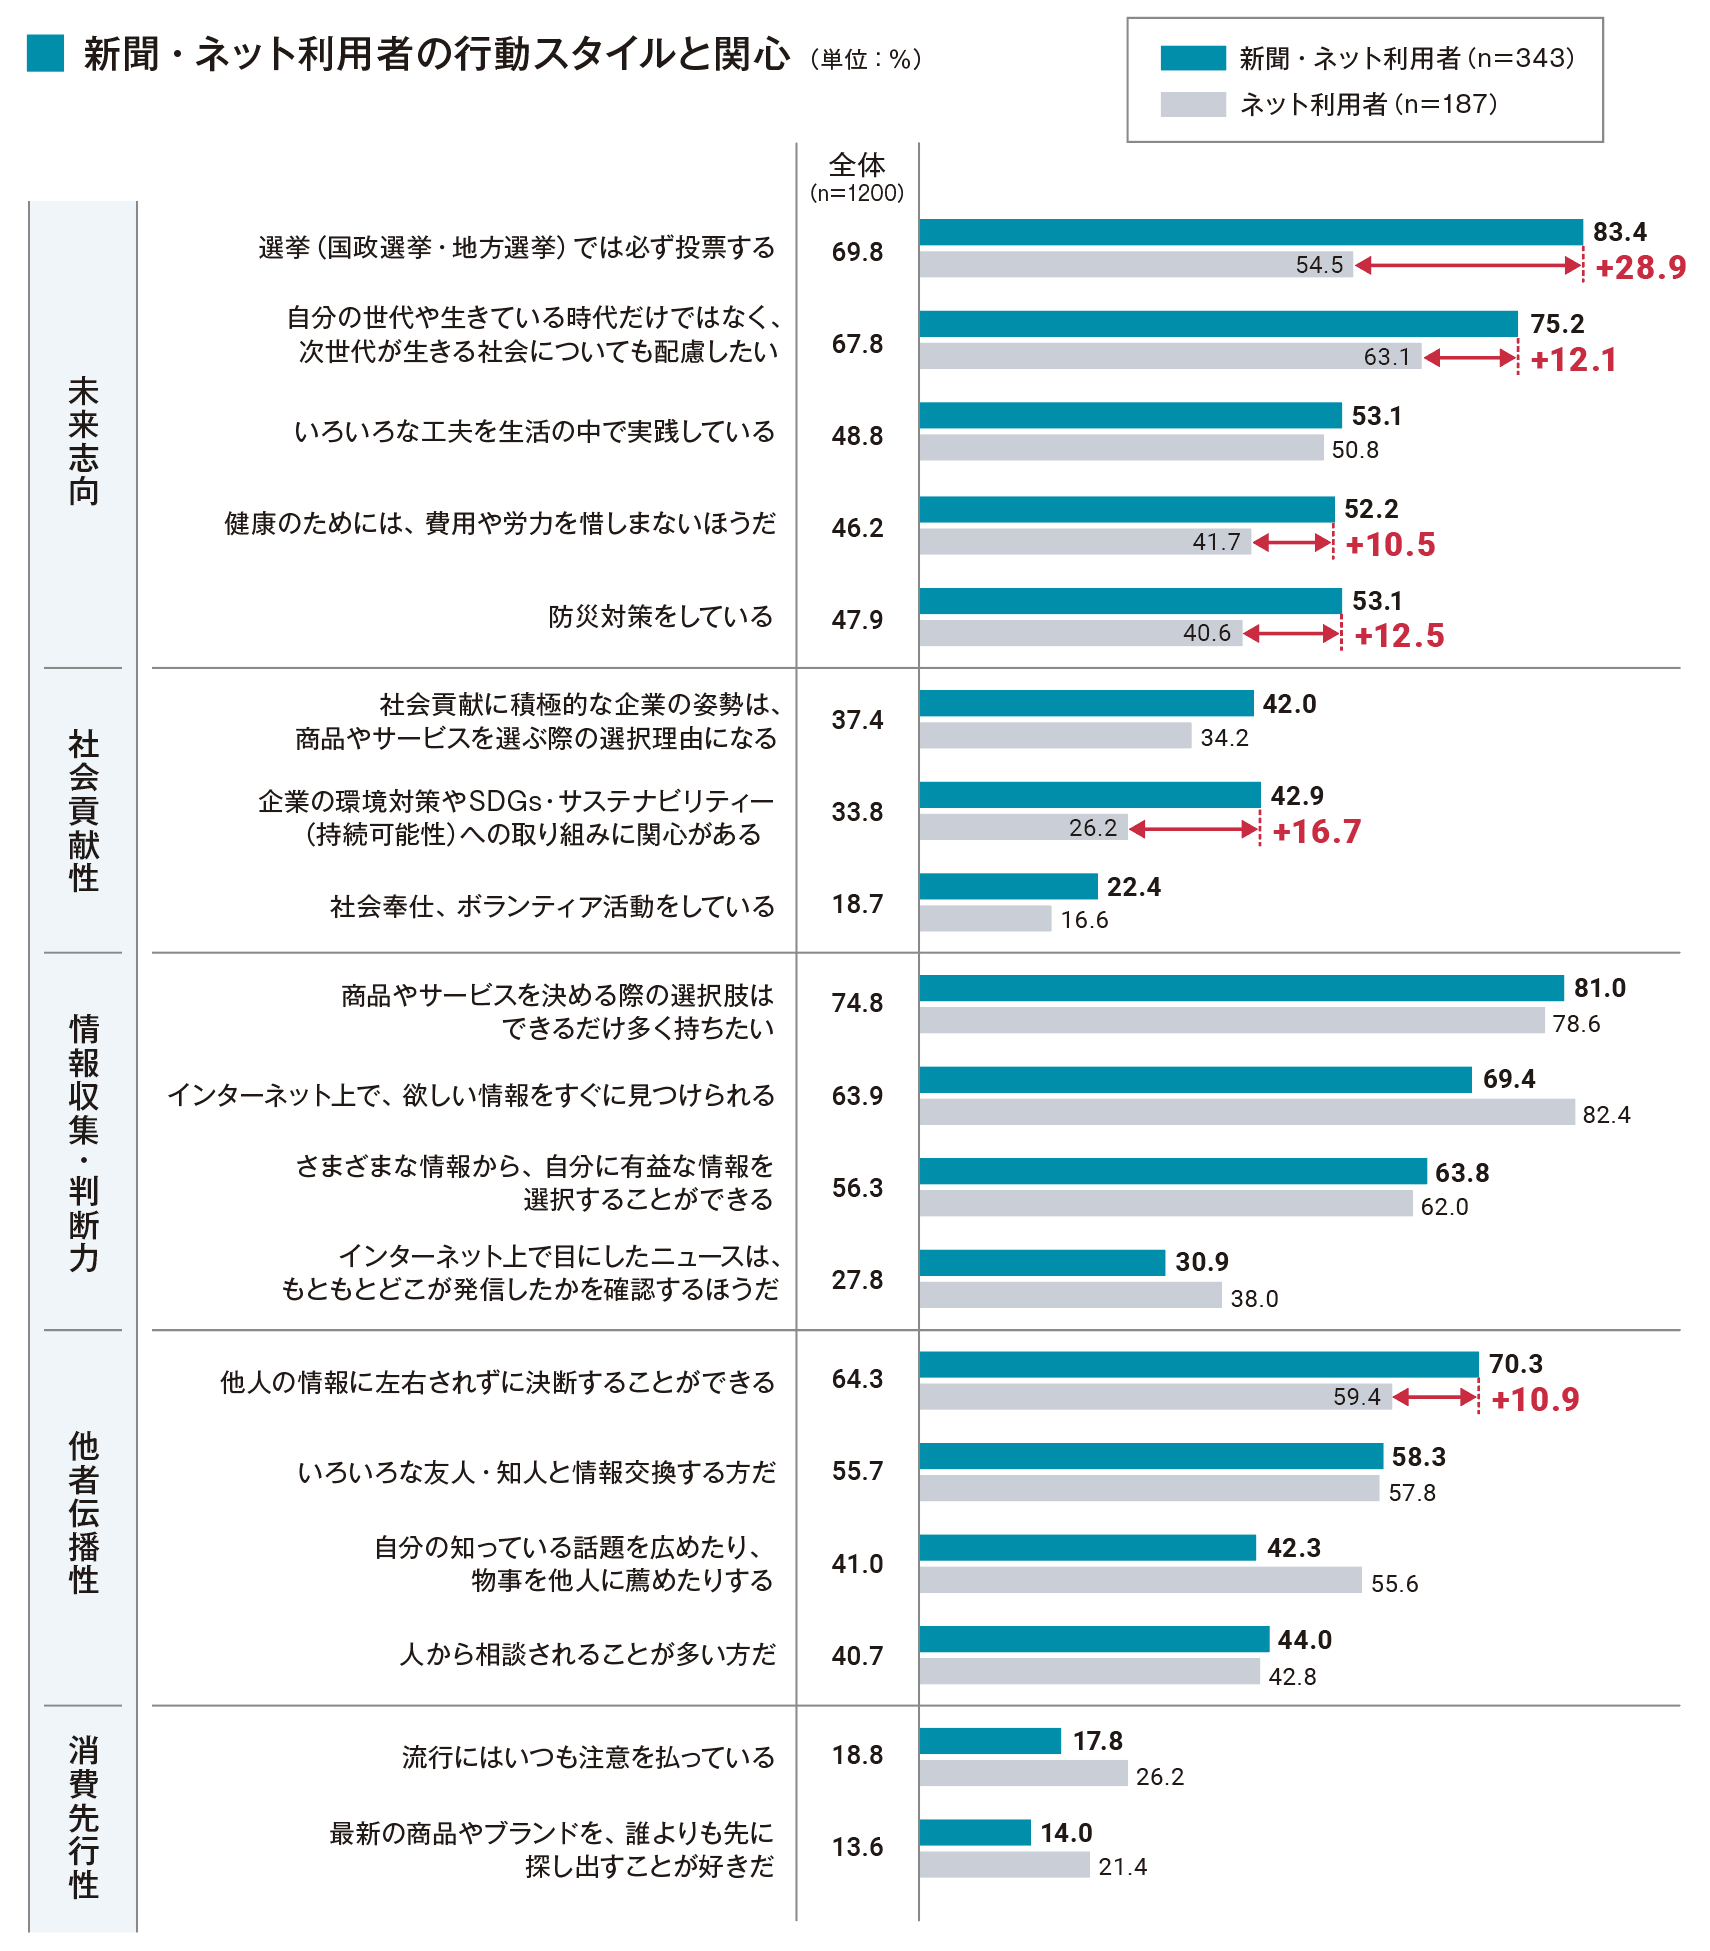 新聞・ネット利用者の行動スタイルと関心（単位：％）
新聞・ネット利用者（n＝343）
ネット利用者（n＝187）
全体
（n＝1200）
未来志向
選挙（国政選挙・地方選挙）では必ず投票する
69.8
83.4
54.5
+28.9
自分の世代や生きている時代だけではなく、
次世代が生きる社会についても配慮したい
67.8
75.2
63.1
+12.1
いろいろな工夫を生活の中で実践している
48.8
53.1
50.8
健康のためには、費用や労力を惜しまないほうだ
46.2
52.2
41.7
+10.5
防災対策をしている
47.9
53.1
40.6
+12.5
社会貢献性
社会貢献に積極的な企業の姿勢は、
商品やサービスを選ぶ際の選択理由になる
37.4
42.0
34.2
企業の環境対策やSDGs・サステナビリティー
（持続可能性）への取り組みに関心がある
33.8
42.9
26.2
+16.7
社会奉仕、ボランティア活動をしている
18.7
22.4
16.6
情報収集・判断力
商品やサービスを決める際の選択肢は
できるだけ多く持ちたい
74.8
81.0
78.6
インターネット上で、欲しい情報をすぐに見つけられる
63.9
69.4
82.4
さまざまな情報から、自分に有益な情報を
選択することができる
56.3
63.8
62.0
インターネット上で目にしたニュースは、
もともとどこが発信したかを確認するほうだ
27.8
30.9
38.0
他者伝播性
他人の情報に左右されずに決断することができる
64.3
70.3
59.4
+10.9
いろいろな友人・知人と情報交換する方だ
55.7
58.3
57.8
自分の知っている話題を広めたり、
物事を他人に薦めたりする
41.0
42.3
55.6
人から相談されることが多い方だ
40.7
44.0
42.8
消費先行性
流行にはいつも注意を払っている
18.8
17.8
26.2
最新の商品やブランドを、誰よりも先に
探し出すことが好きだ
13.6
14.0
21.4